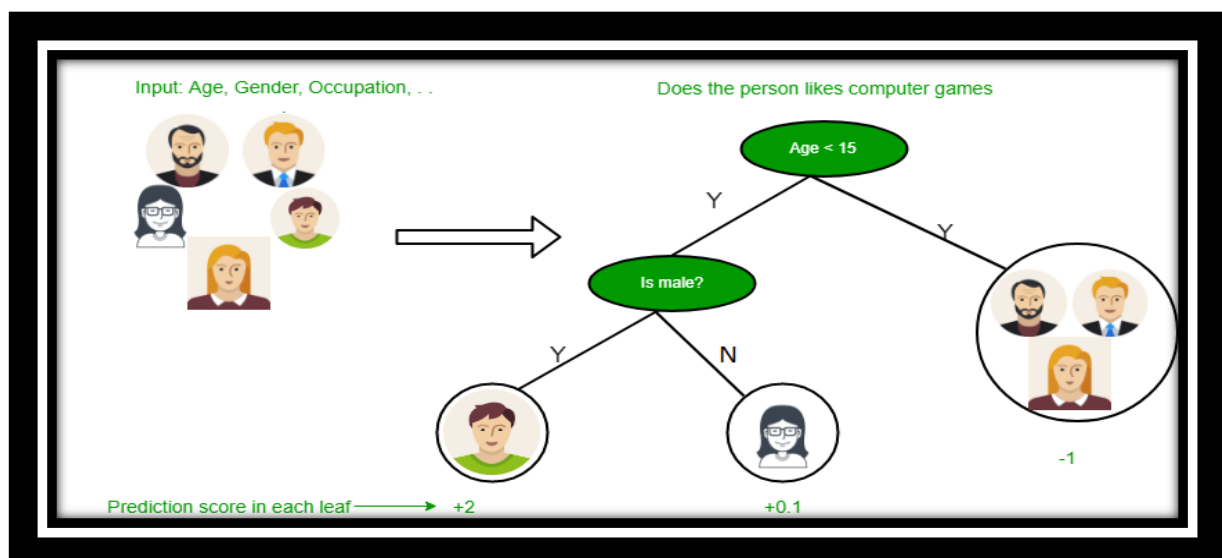 Input: Age, Gender, Occupation, . .
Does the person likes computer games
Age < 15
Y
Y
Is male?
Y
N
-1
Prediction score in each leaf
+2
+0.1